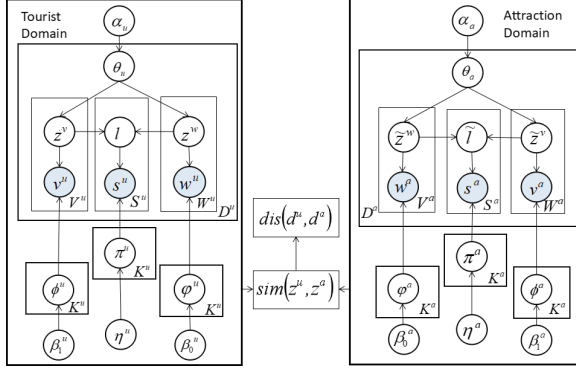 Tourist
Domain
α_u
θ_u
z^v
l
z^w
v^u
s^u
w^u
V^u
S^u
W^u
D^u
π^u
K^u
ϕ^u
K^u
φ^u
K^u
β_1^u
η^u
β_0^u
dis(d^u, d^a)
sim(z^u, z^a)
Attraction
Domain
α_a
θ_a
z̃^w
l̃
z̃^v
w^a
s^a
v^a
V^a
S^a
W^a
D^a
π^a
K^a
φ^a
K^a
ϕ^a
K^a
β_0^a
η^a
β_1^a